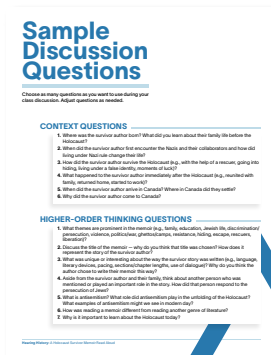 Sample
Discussion
Questions
Choose as many questions as you want to use during your
class discussion. Adjust questions as needed.
CONTEXT QUESTIONS
1. Where was the survivor author born? What did you learn about their family life before the
Holocaust?
2. When did the survivor author first encounter the Nazis and their collaborators and how did
living under Nazi rule change their life?
3. How did the survivor author survive the Holocaust (e.g., with the help of a rescuer, going into
hiding, living under a false identity, moments of luck)?
4. What happened to the survivor author immediately after the Holocaust (e.g., reunited with
family, returned home, started to work)?
5. When did the survivor author arrive in Canada? Where in Canada did they settle?
6. Why did the survivor author come to Canada?
HIGHER-ORDER THINKING QUESTIONS
1. What themes are prominent in the memoir (e.g., family, education, Jewish life, discrimination/
persecution, violence, politics/law, ghettos/camps, resistance, hiding, escape, rescuers,
liberation)?
2. Discuss the title of the memoir — why do you think that title was chosen? How does it
represent the story of the survivor author?
3. What was unique or interesting about the way the survivor story was written (e.g., language,
literary devices, pacing, sections/chapter lengths, use of dialogue)? Why do you think the
author chose to write their memoir this way?
4. Aside from the survivor author and their family, think about another person who was
mentioned or played an important role in the story. How did that person respond to the
persecution of Jews?
5. What is antisemitism? What role did antisemitism play in the unfolding of the Holocaust?
What examples of antisemitism might we see in modern day?
6. How was reading a memoir different from reading another genre of literature?
7. Why is it important to learn about the Holocaust today?
Hearing History: A Holocaust Survivor Memoir Read Aloud